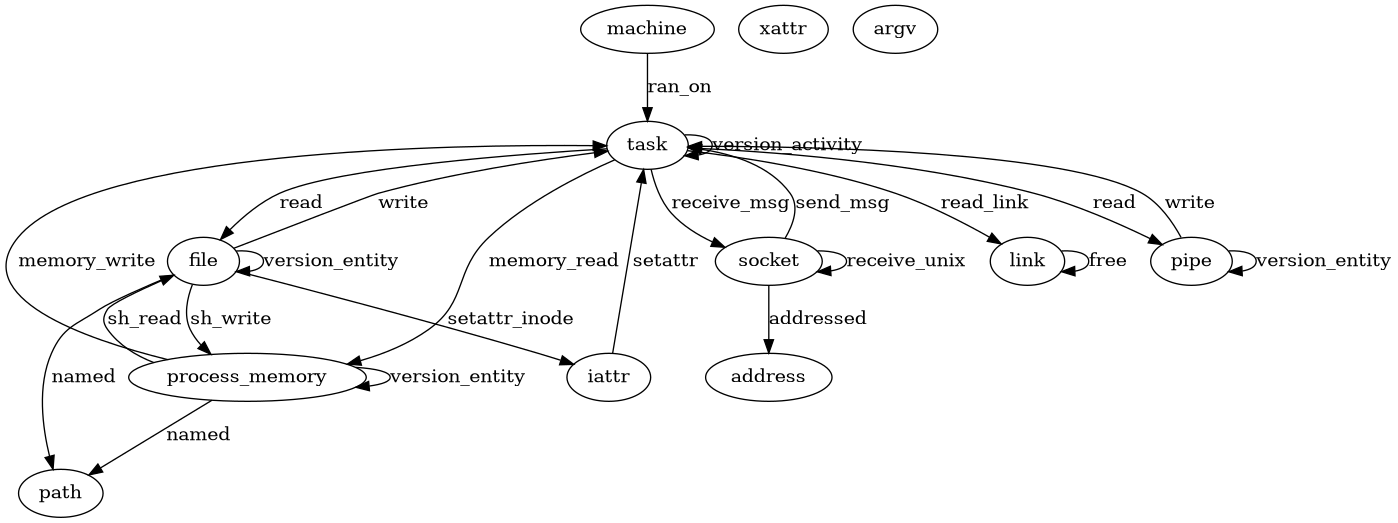 machine
xattr
argv
ran_on
task
version_activity
read
write
receive_msg
send_msg
read_link
read
write
memory_write
file
version_entity
memory_read
setattr
socket
receive_unix
link
free
pipe
version_entity
sh_read
sh_write
setattr_inode
addressed
named
process_memory
version_entity
iattr
address
named
path